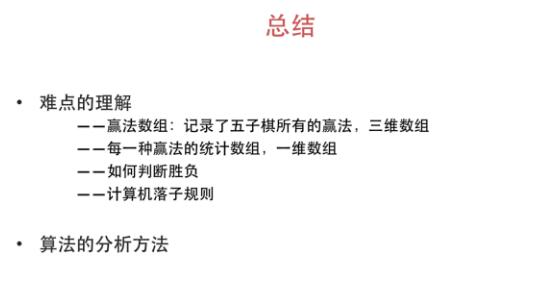 总结
• 难点的理解
——赢法数组：记录了五子棋所有的赢法，三维数组
——每一种赢法的统计数组，一维数组
——如何判断胜负
——计算机落子规则
• 算法的分析方法